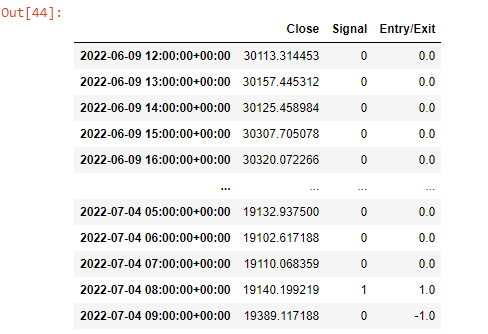 Out[44]:
Close Signal Entry/Exit
2022-06-09 12:00:00+00:00 30113.314453 0 0.0
2022-06-09 13:00:00+00:00 30157.445312 0 0.0
2022-06-09 14:00:00+00:00 30125.458984 0 0.0
2022-06-09 15:00:00+00:00 30307.705078 0 0.0
2022-06-09 16:00:00+00:00 30320.072266 0 0.0
... ... ... ...
2022-07-04 05:00:00+00:00 19132.937500 0 0.0
2022-07-04 06:00:00+00:00 19102.617188 0 0.0
2022-07-04 07:00:00+00:00 19110.068359 0 0.0
2022-07-04 08:00:00+00:00 19140.199219 1 1.0
2022-07-04 09:00:00+00:00 19389.117188 0 -1.0